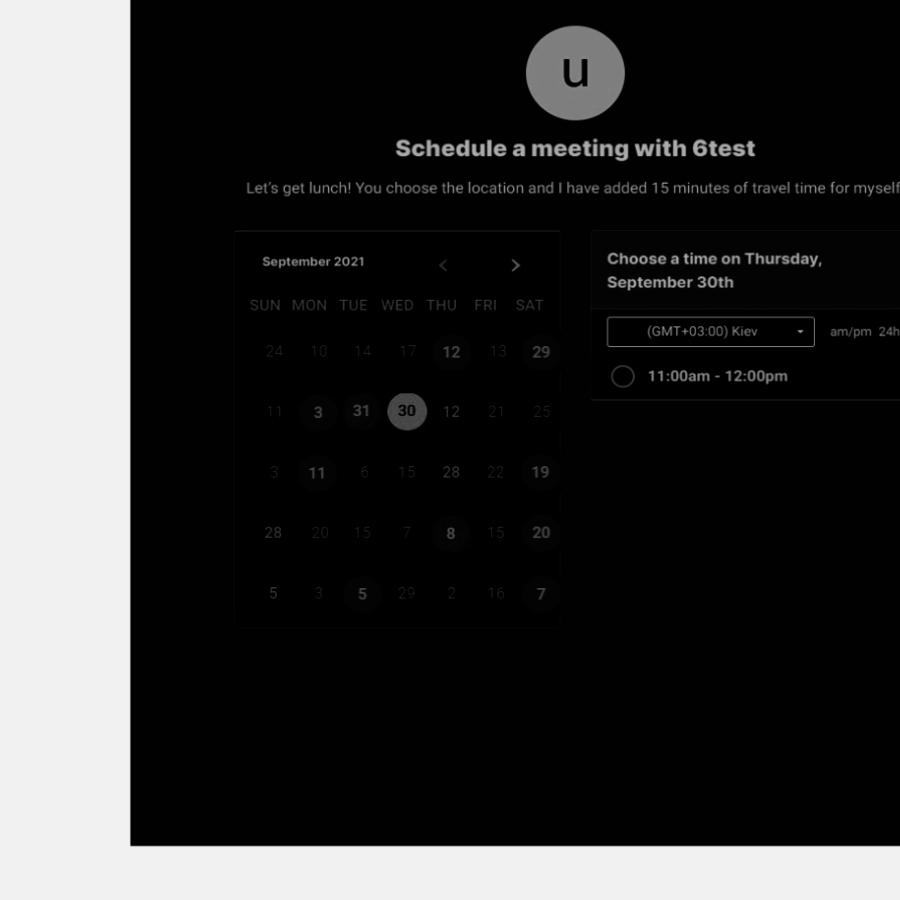 u
Schedule a meeting with 6test
Let's get lunch! You choose the location and I have added 15 minutes of travel time for myself
September 2021
SUN MON TUE WED THU FRI SAT
24 10 14 17 12 13 29
11 3 31 30 12 21 25
3 11 6 15 28 22 19
28 20 15 7 8 15 20
5 3 5 29 2 16 7
Choose a time on Thursday,
September 30th
(GMT+03:00) Kiev am/pm 24h
11:00am - 12:00pm